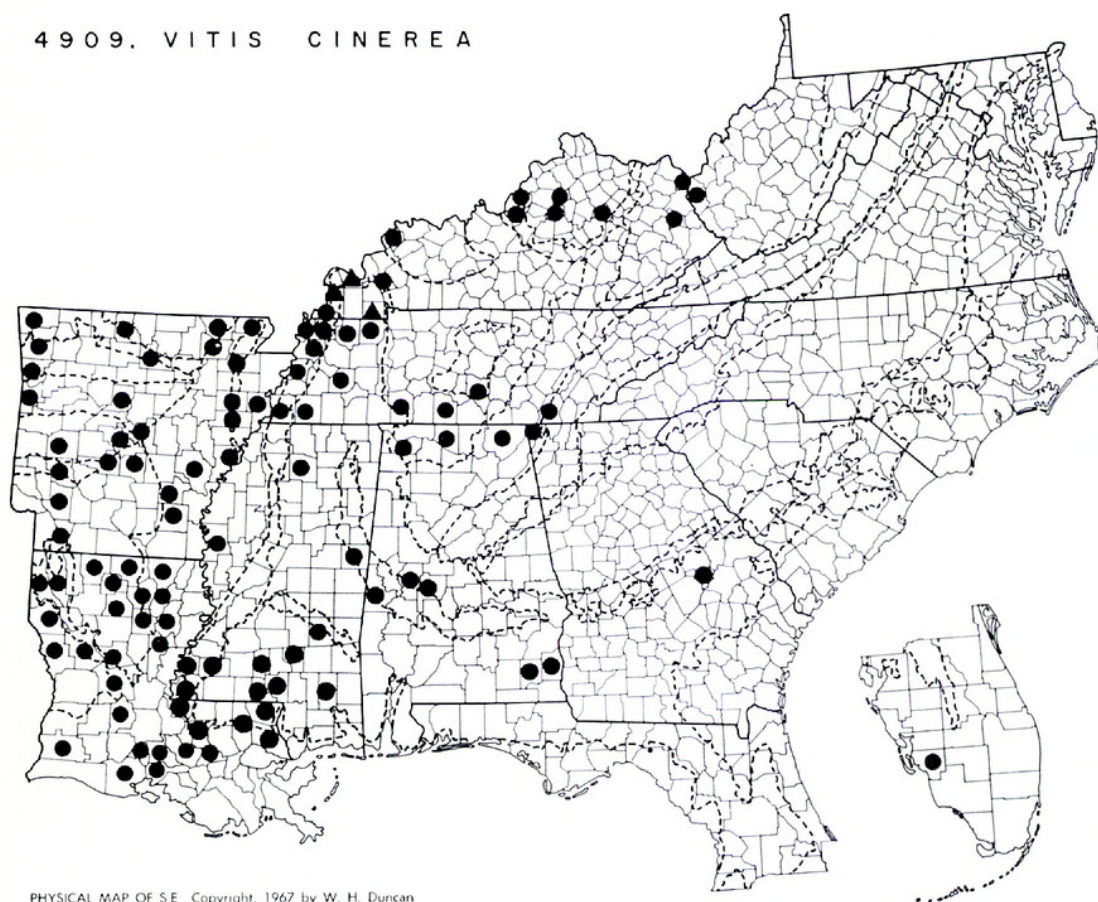 4909. VITIS CINEREA
PHYSICAL MAP OF S.E. Copyright, 1967 by W. H. Duncan